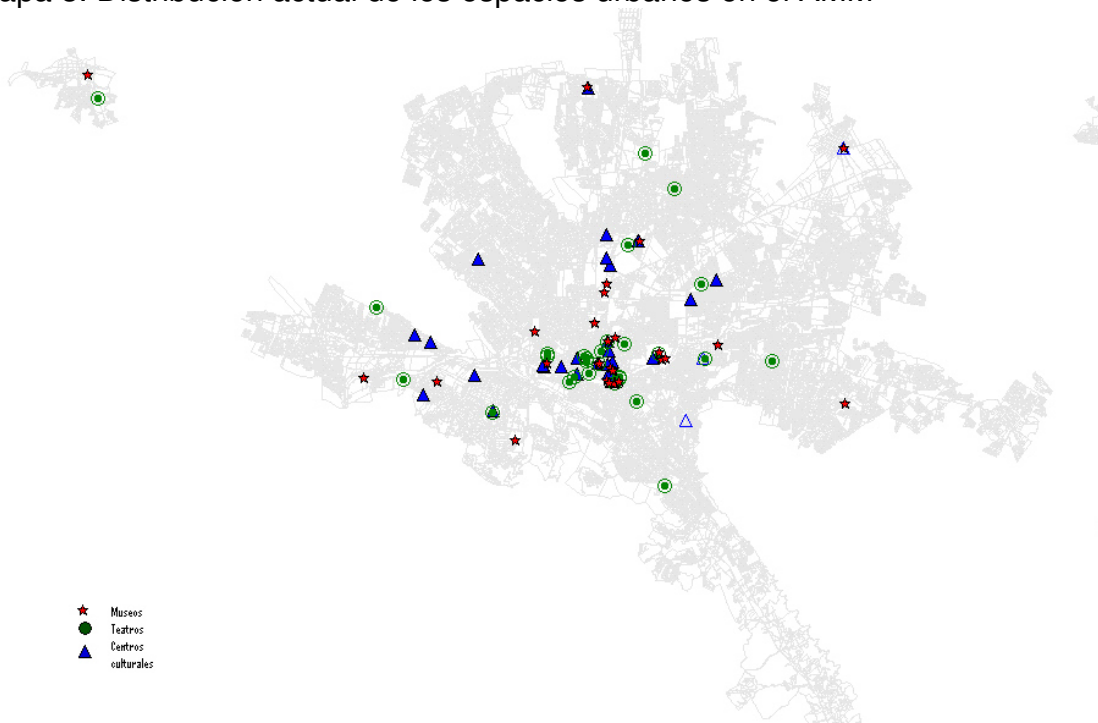 apa 3. Distribución actual de los espacios urbanos en el AMM
Museos
Teatros
Centros
culturales